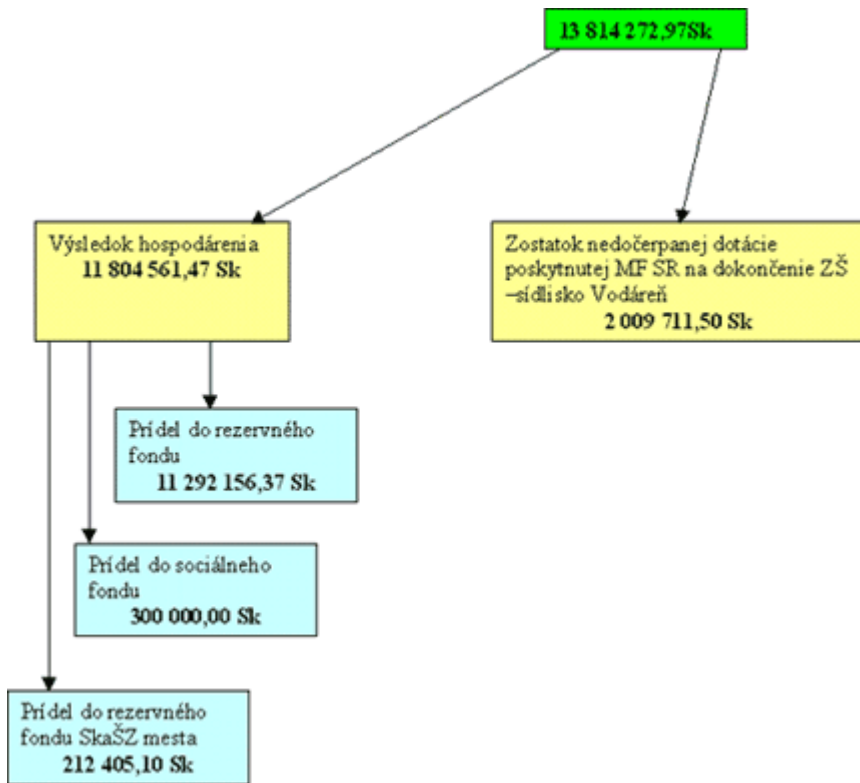 13 814 272,97Sk
Výsledok hospodárenia
11 804 561,47 Sk
Zostatok nedočerpanej dotácie
poskytnutej MF SR na dokončenie ZŠ
–sídlisko Vodáreň
2 009 711,50 Sk
Prídel do rezervného
fondu
11 292 156,37 Sk
Prídel do sociálneho
fondu
300 000,00 Sk
Prídel do rezervného
fondu SkaŠZ mesta
212 405,10 Sk